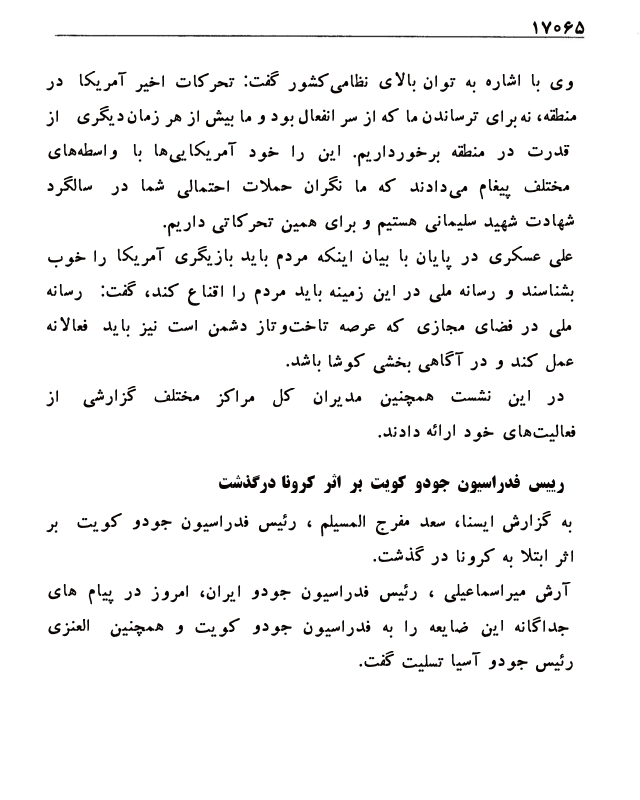 ۱۷۰۶۵
وی با اشاره به توان بالای نظامی‌کشور گفت: تحرکات اخیر آمریکا در
منطقه، نه‌برای ترساندن ما که از سر انفعال بود و ما بیش از هر زمان دیگری از
قدرت در منطقه برخورداریم. این را خود آمریکایی‌ها با واسطه‌های
مختلف پیغام می‌دادند که ما نگران حملات احتمالی شما در سالگرد
شهادت شهید سلیمانی هستیم و برای همین تحرکاتی داریم.
علی عسکری در پایان با بیان اینکه مردم باید بازیگری آمریکا را خوب
بشناسند و رسانه ملی در این زمینه باید مردم را اقناع کند، گفت: رسانه
ملی در فضای مجازی که عرصه تاخت‌وتاز دشمن است نیز باید فعالانه
عمل کند و در آگاهی بخشی کوشا باشد.
در این نشست همچنین مدیران کل مراکز مختلف گزارشی از
فعالیت‌های خود ارائه دادند.
رییس فدراسیون جودو کویت بر اثر کرونا درگذشت
به گزارش ایسنا، سعد مفرج المسیلم ، رئیس فدراسیون جودو کویت بر
اثر ابتلا به کرونا در گذشت.
آرش میراسماعیلی ، رئیس فدراسیون جودو ایران، امروز در پیام های
جداگانه این ضایعه را به فدراسیون جودو کویت و همچنین العنزی
رئیس جودو آسیا تسلیت گفت.